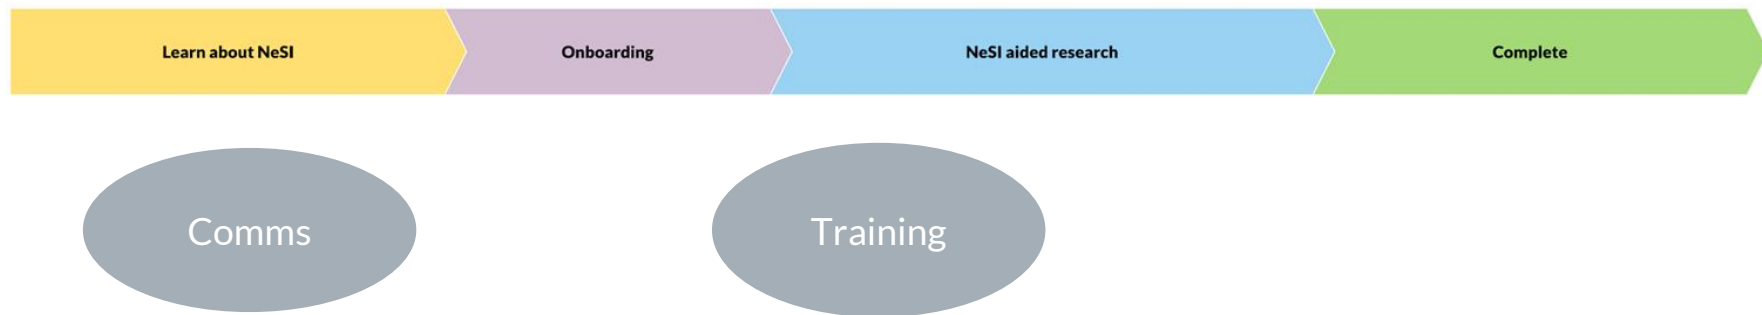 Learn about NeSI
Onboarding
NeSI aided research
Complete
Comms
Training